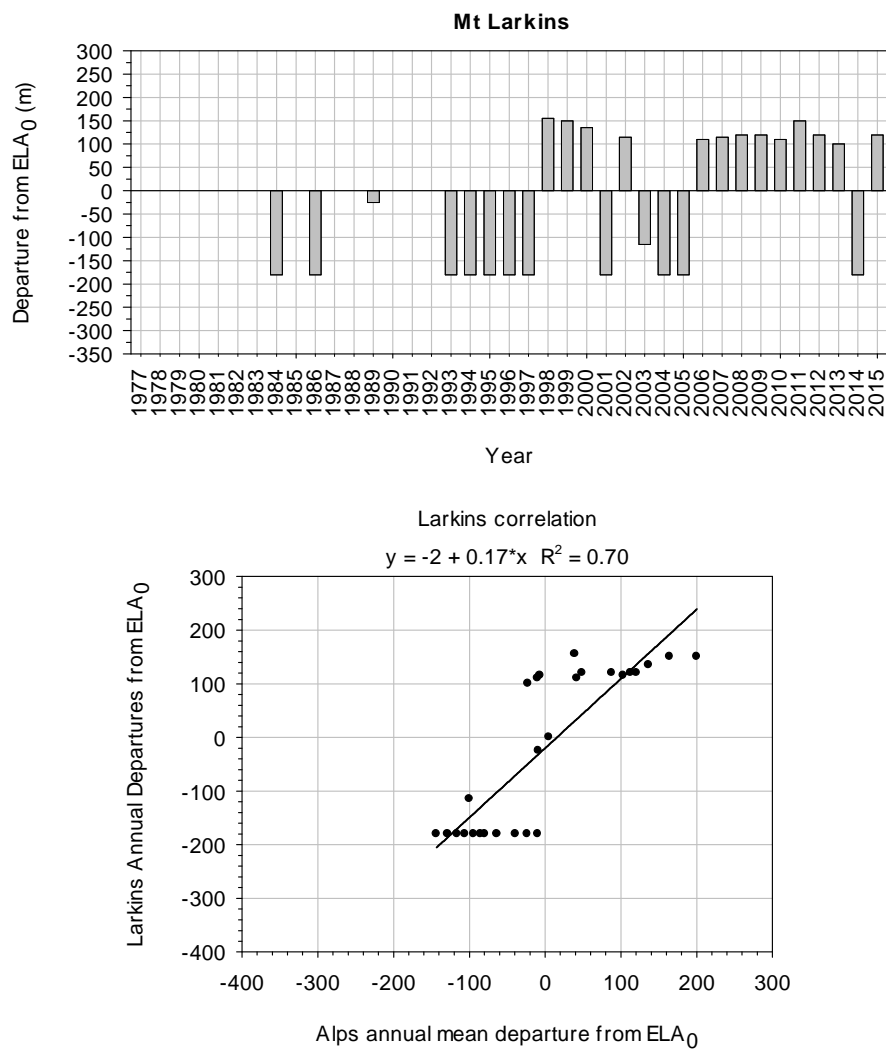 Mt Larkins
300
250
200
150
100
50
0
-50
-100
-150
-200
-250
-300
-350
Departure from ELA0 (m)
1977 1978 1979 1980 1981 1982 1983 1984 1985 1986 1987 1988 1989 1990 1991 1992 1993 1994 1995 1996 1997 1998 1999 2000 2001 2002 2003 2004 2005 2006 2007 2008 2009 2010 2011 2012 2013 2014 2015
Year
Larkins correlation
y = -2 + 0.17*x R2 = 0.70
300
200
100
0
-100
-200
-300
-400
Larkins Annual Departures from ELA0
-400 -300 -200 -100 0 100 200 300
Alps annual mean departure from ELA0